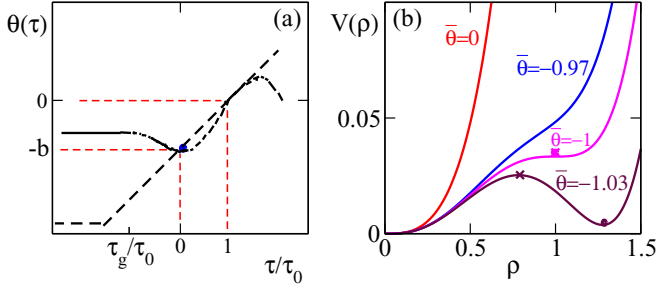 (a)
θ(τ)
0
-b
τg/τ0
0
1
τ/τ0
(b)
V(ρ)
θ̅=0
θ̅=−0.97
0.05
θ̅=-1
θ̅=−1.03
0
0
0.5
1
1.5
ρ